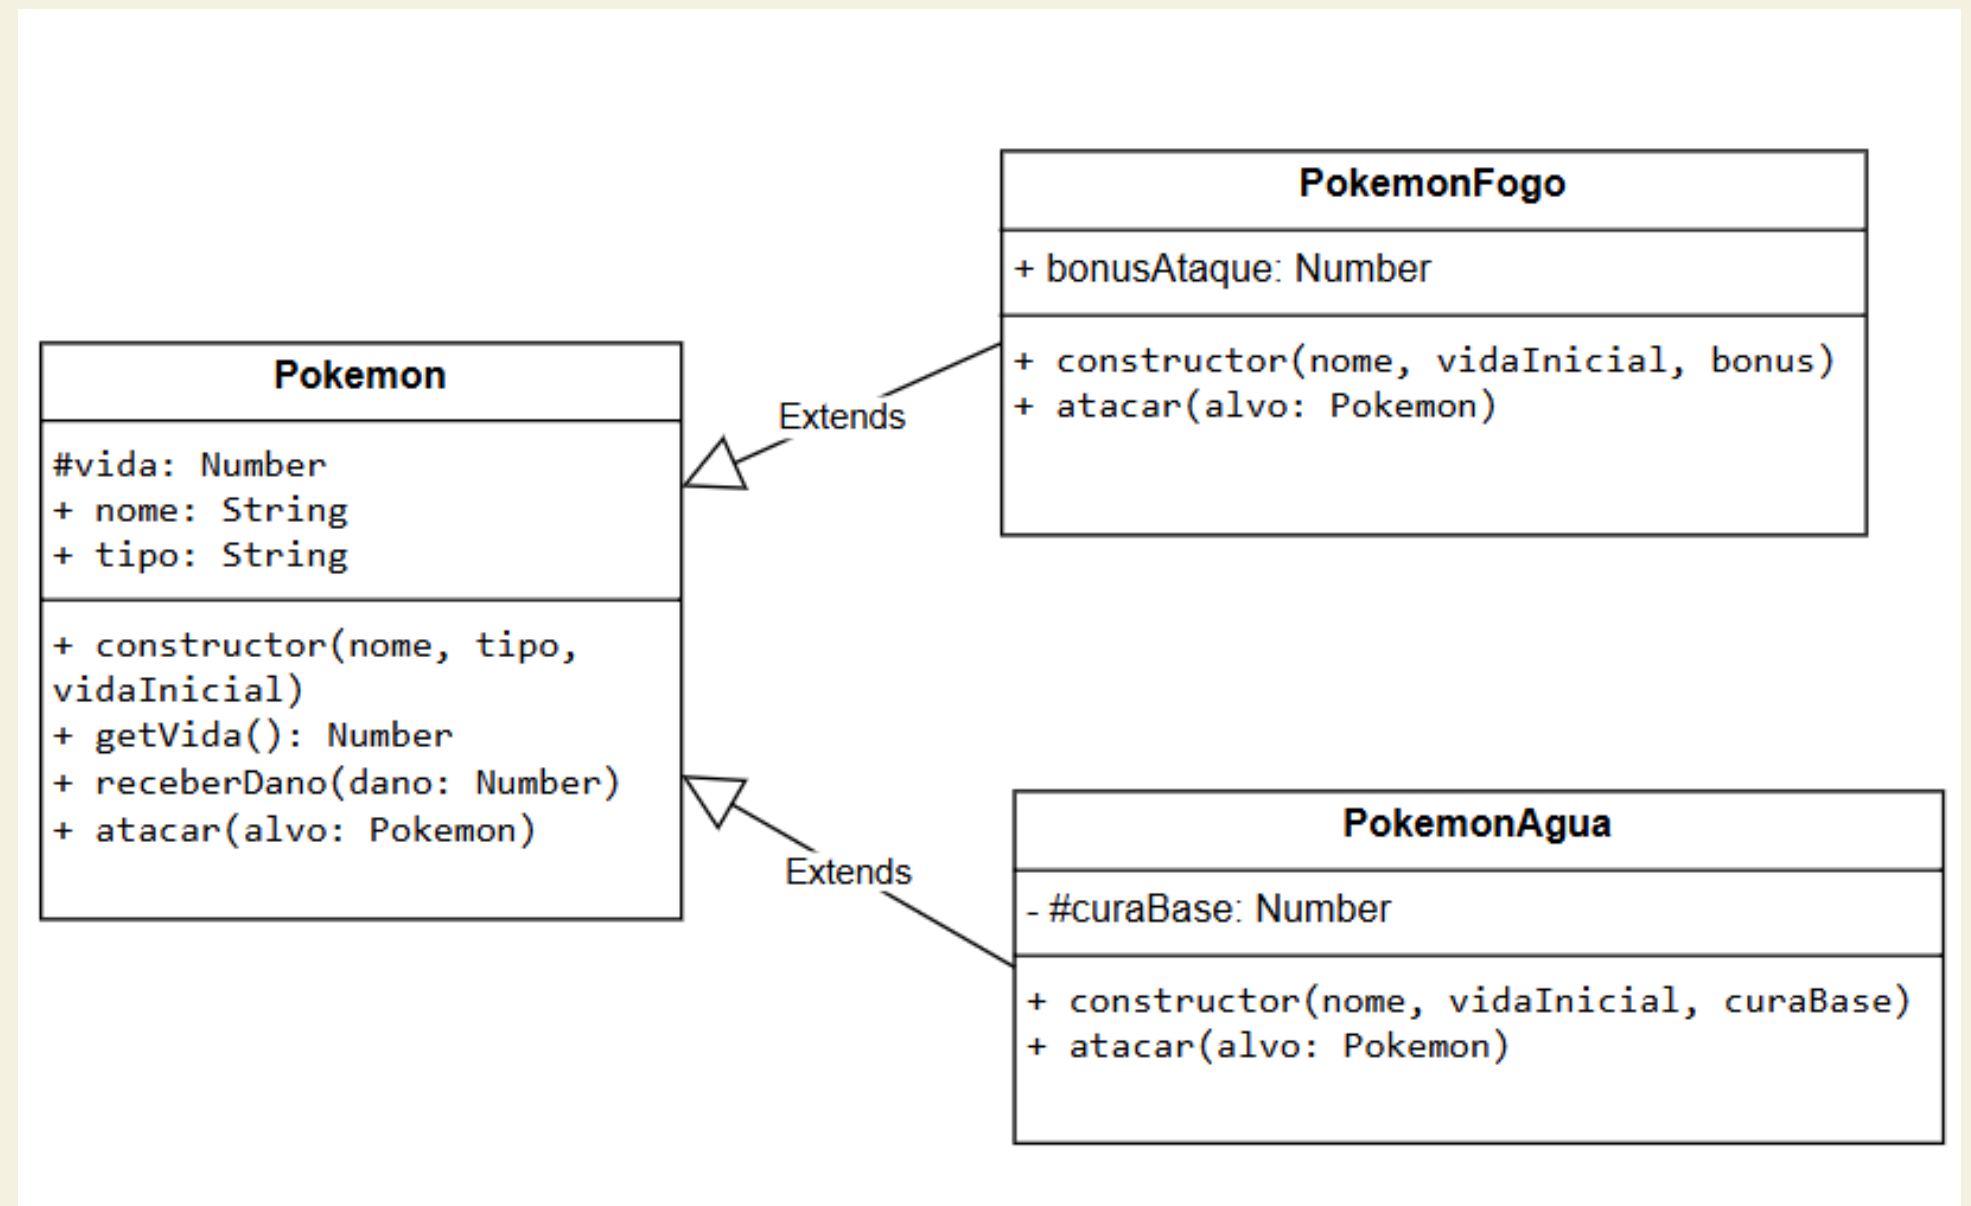 Pokemon
#vida: Number
+ nome: String
+ tipo: String
+ constructor(nome, tipo,
vidaInicial)
+ getVida(): Number
+ receberDano(dano: Number)
+ atacar(alvo: Pokemon)
Extends
Extends
PokemonFogo
+ bonusAtaque: Number
+ constructor(nome, vidaInicial, bonus)
+ atacar(alvo: Pokemon)
PokemonAgua
- #curaBase: Number
+ constructor(nome, vidaInicial, curaBase)
+ atacar(alvo: Pokemon)